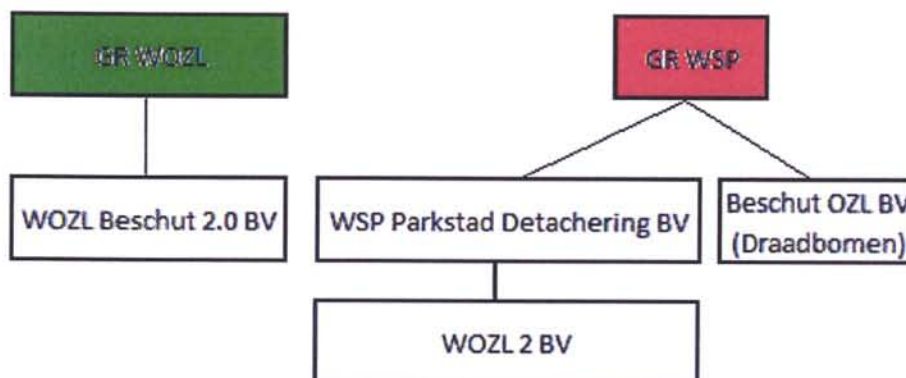 GR WOZL
GR WSP
WOZL Beschut 2.0 BV
WSP Parkstad Detachering BV
Beschut OZL BV
(Draadbomen)
WOZL 2 BV